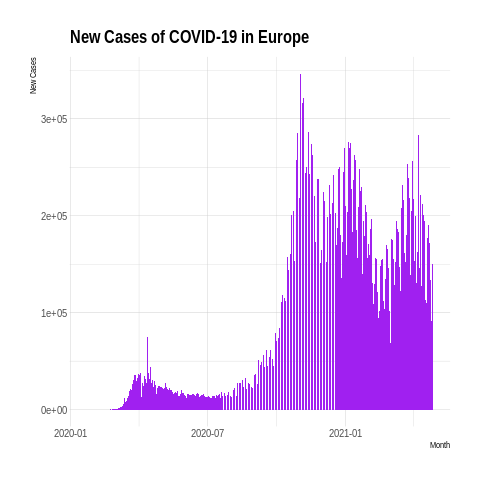 New Cases of COVID-19 in Europe
New Cases
3e+05
2e+05
1e+05
0e+00
2020-01
2020-07
2021-01
Month